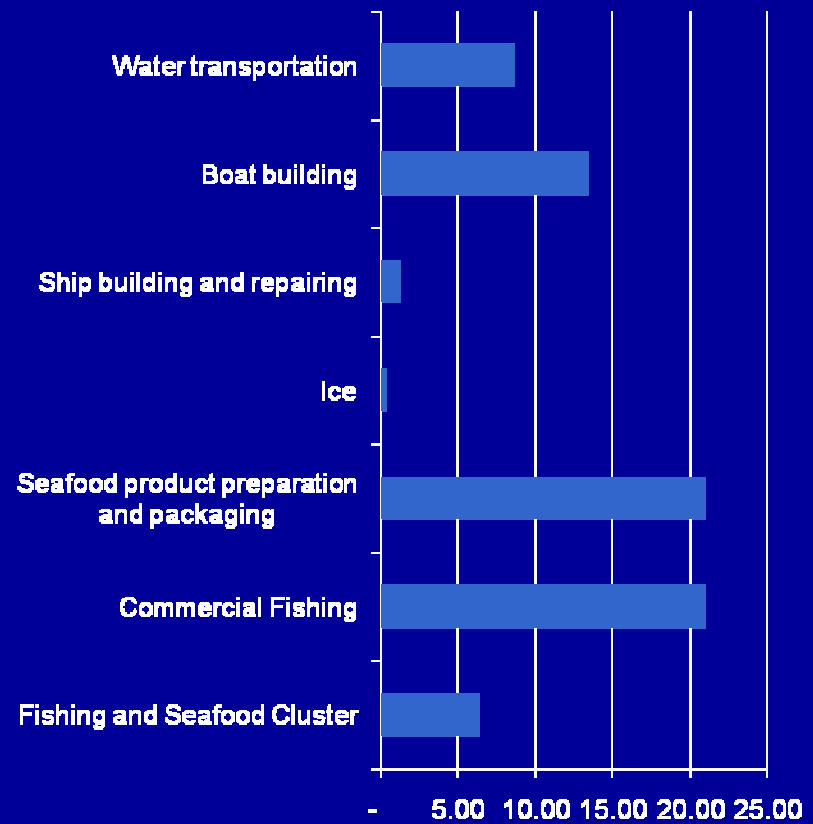 Water transportation
Boat building
Ship building and repairing
Ice
Seafood product preparation
and packaging
Commercial Fishing
Fishing and Seafood Cluster
- 5.00 10.00 15.00 20.00 25.00